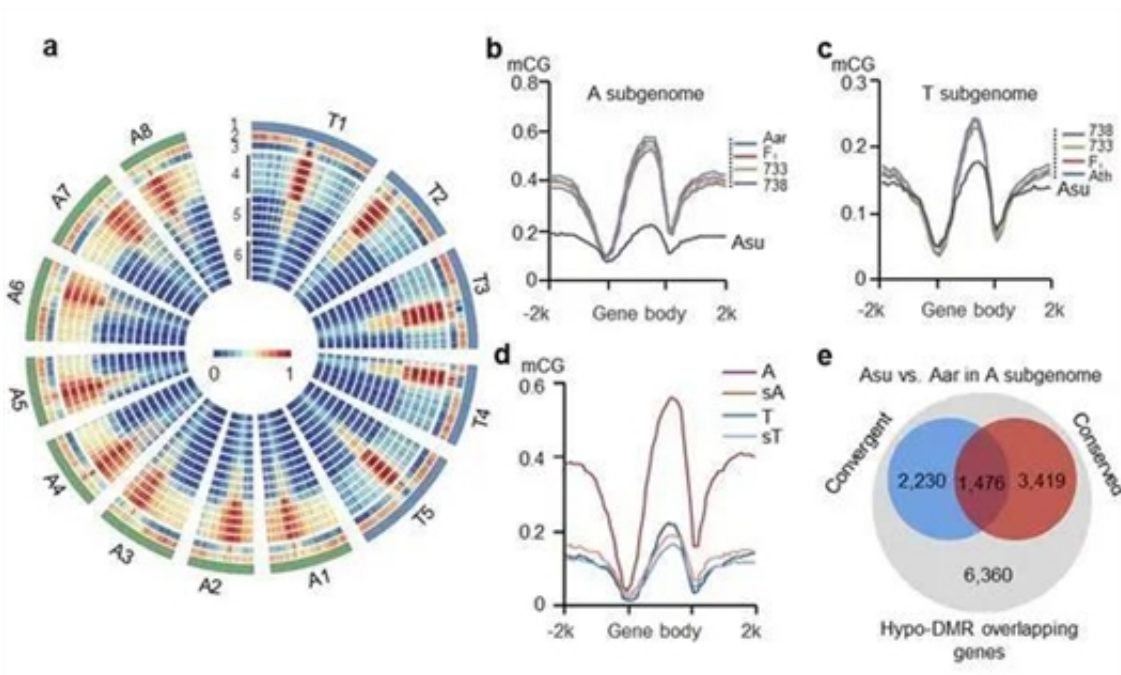 a
A8
T1
A7
T2
A6
T3
A5
T4
A4
T5
A3
A2
A1
1
2
3
4
5
6
0
1
b
mCG
0.8
A subgenome
0.6
Aar
F₁
733
738
0.4
0.2
Asu
0
-2k
Gene body
2k
c
mCG
0.3
T subgenome
738
733
F₁
Ath
0.2
Asu
0.1
0
-2k
Gene body
2k
d
mCG
0.6
A
sA
T
sT
0.4
0.2
0
-2k
Gene body
2k
e
Asu vs. Aar in A subgenome
Convergent
Conserved
2,230
1,476
3,419
6,360
Hypo-DMR overlapping
genes